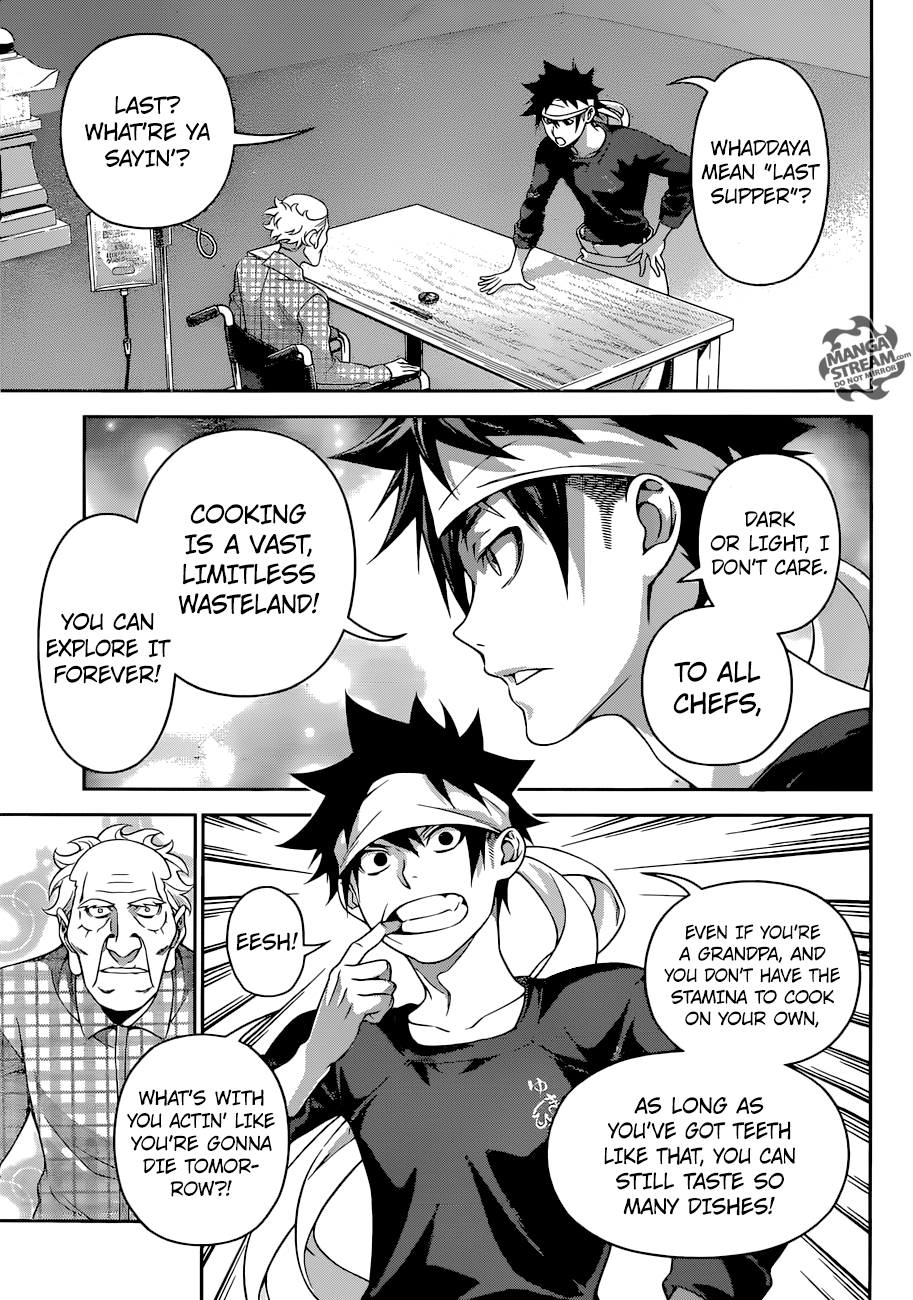 WHADDAYA
MEAN "LAST
SUPPER"?
LAST?
WHAT'RE YA
SAYIN'?
MANGA
STREAM.com
DO NOT MIRROR
DARK
OR LIGHT, I
DON'T CARE.
TO ALL
CHEFS,
COOKING
IS A VAST,
LIMITLESS
WASTELAND!
YOU CAN
EXPLORE IT
FOREVER!
EVEN IF YOU'RE
A GRANDPA, AND
YOU DON'T HAVE THE
STAMINA TO COOK
ON YOUR OWN,
AS LONG AS
YOU'VE GOT TEETH
LIKE THAT, YOU CAN
STILL TASTE SO
MANY DISHES!
ゆきひ
EESH!
WHAT'S WITH
YOU ACTIN' LIKE
YOU'RE GONNA
DIE TOMOR-
ROW?!